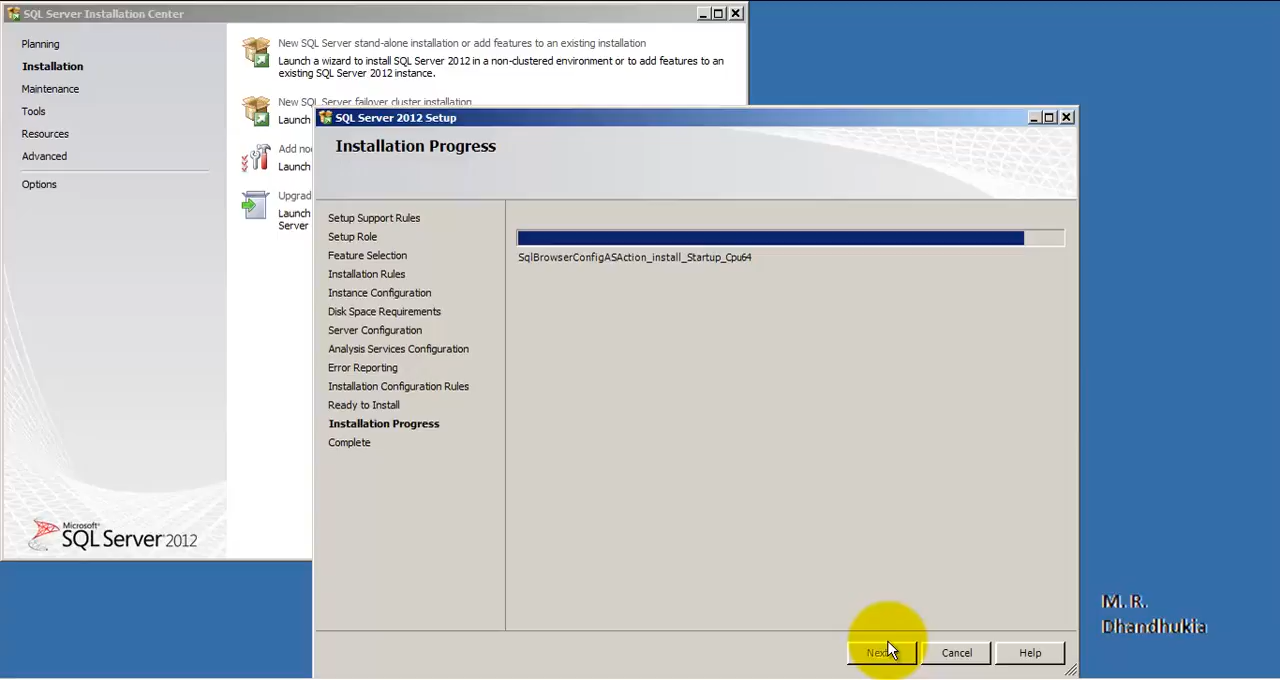 SQL Server Installation Center
Planning
Installation
Maintenance
Tools
Resources
Advanced
Options
Microsoft®
SQL Server® 2012
New SQL Server stand-alone installation or add features to an existing installation
Launch a wizard to install SQL Server 2012 in a non-clustered environment or to add features to an
existing SQL Server 2012 instance.
New SQL Server failover cluster installation
Launch
Add no
Launch
Upgrad
Launch
Server
SQL Server 2012 Setup
Installation Progress
Setup Support Rules
Setup Role
Feature Selection
Installation Rules
Instance Configuration
Disk Space Requirements
Server Configuration
Analysis Services Configuration
Error Reporting
Installation Configuration Rules
Ready to Install
Installation Progress
Complete
SqlBrowserConfigASAction_install_Startup_Cpu64
Next
Cancel
Help
M. R.
Dhandhukia